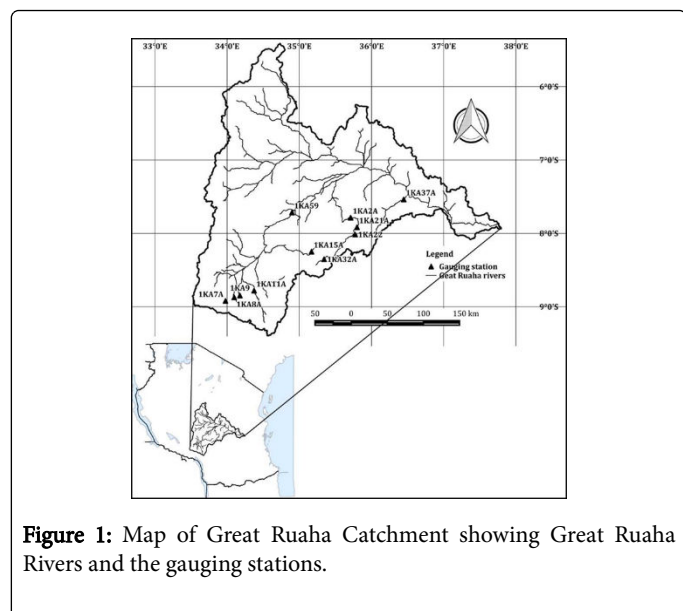 33°0'E 34°0'E 35°0'E 36°0'E 37°0'E 38°0'E
6°0'S
7°0'S
1KA37A
1KA59
1KA2A
1KA21A
1KA22
8°0'S
1KA15A
Legend
1KA32A
Gauging station
Geat Ruaha rivers
1KA11A
1KA9
1KA7A
1KA8A
9°0'S
50 0 50 100 150 km
Figure 1: Map of Great Ruaha Catchment showing Great Ruaha
Rivers and the gauging stations.